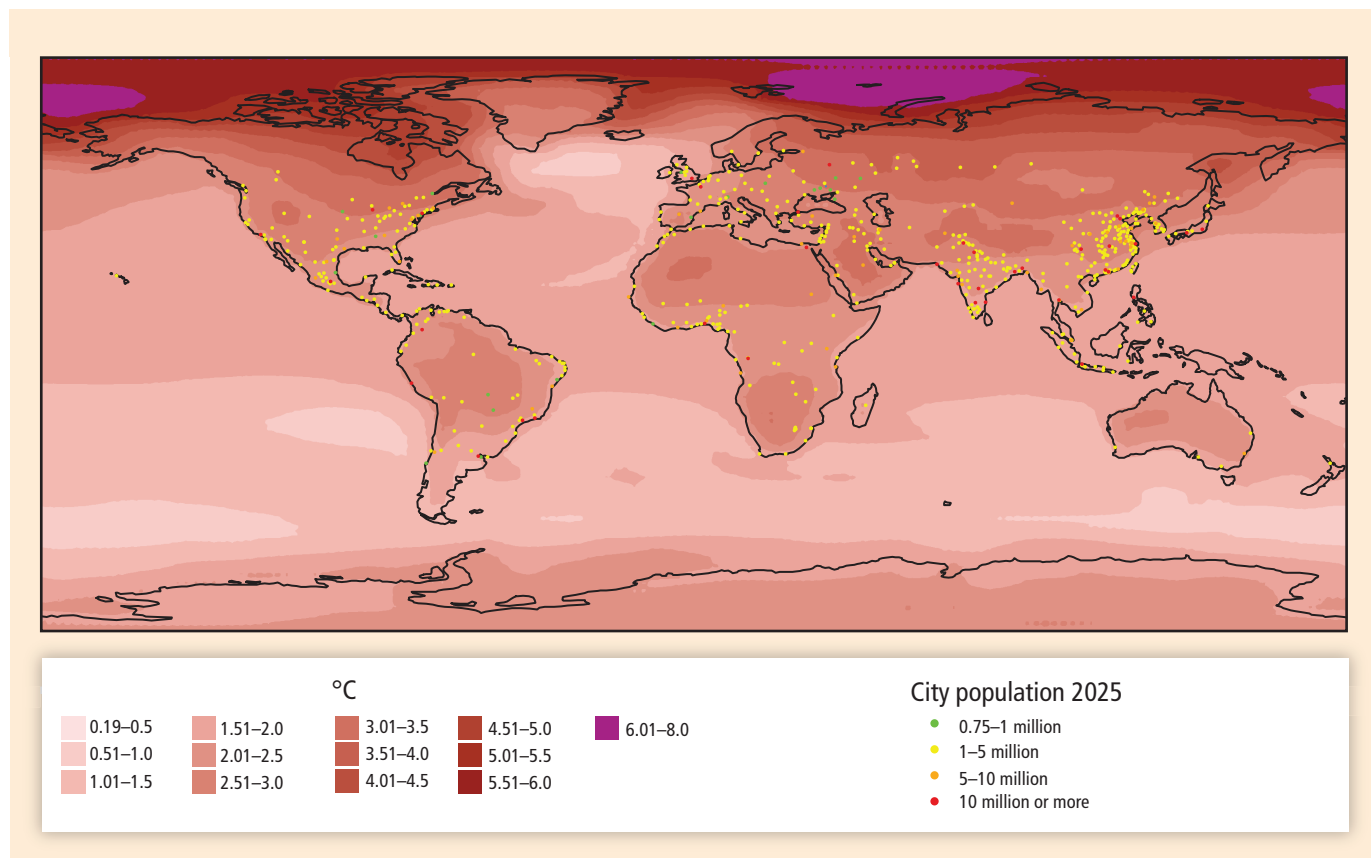 °C
0.19–0.5
0.51–1.0
1.01–1.5
1.51–2.0
2.01–2.5
2.51–3.0
3.01–3.5
3.51–4.0
4.01–4.5
4.51–5.0
5.01–5.5
5.51–6.0
6.01–8.0
City population 2025
0.75–1 million
1–5 million
5–10 million
10 million or more